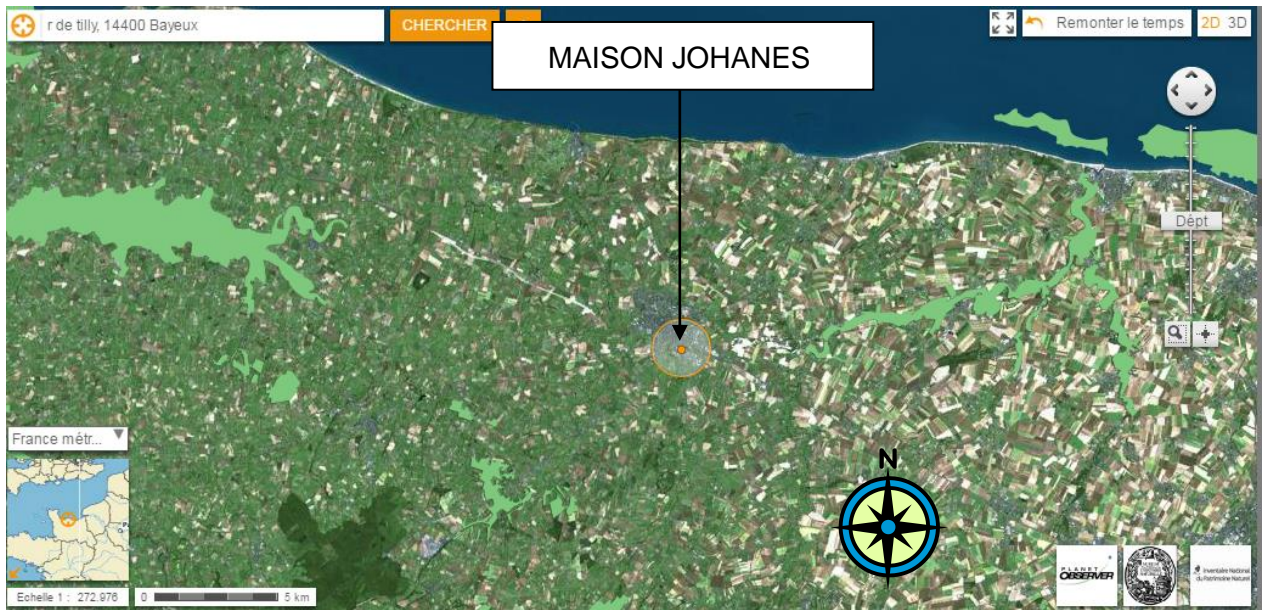 r de tilly, 14400 Bayeux
CHERCHER
Remonter le temps
2D 3D
MAISON JOHANES
Dépt
N
France métr...
Echelle 1 : 272.976
0 5 km
PLANET OBSERVER
Inventaire National
du Patrimoine Naturel